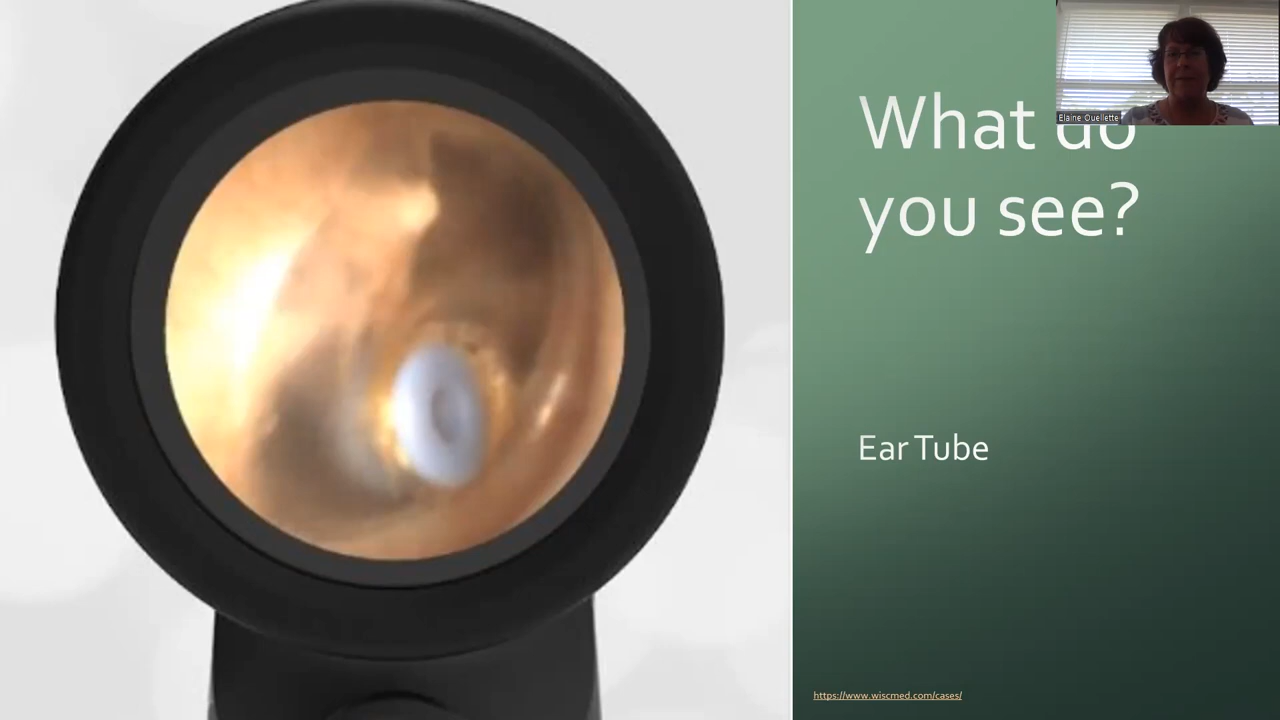 What do
you see?
Elaine Ouellette
Ear Tube
https://www.wiscmed.com/cases/